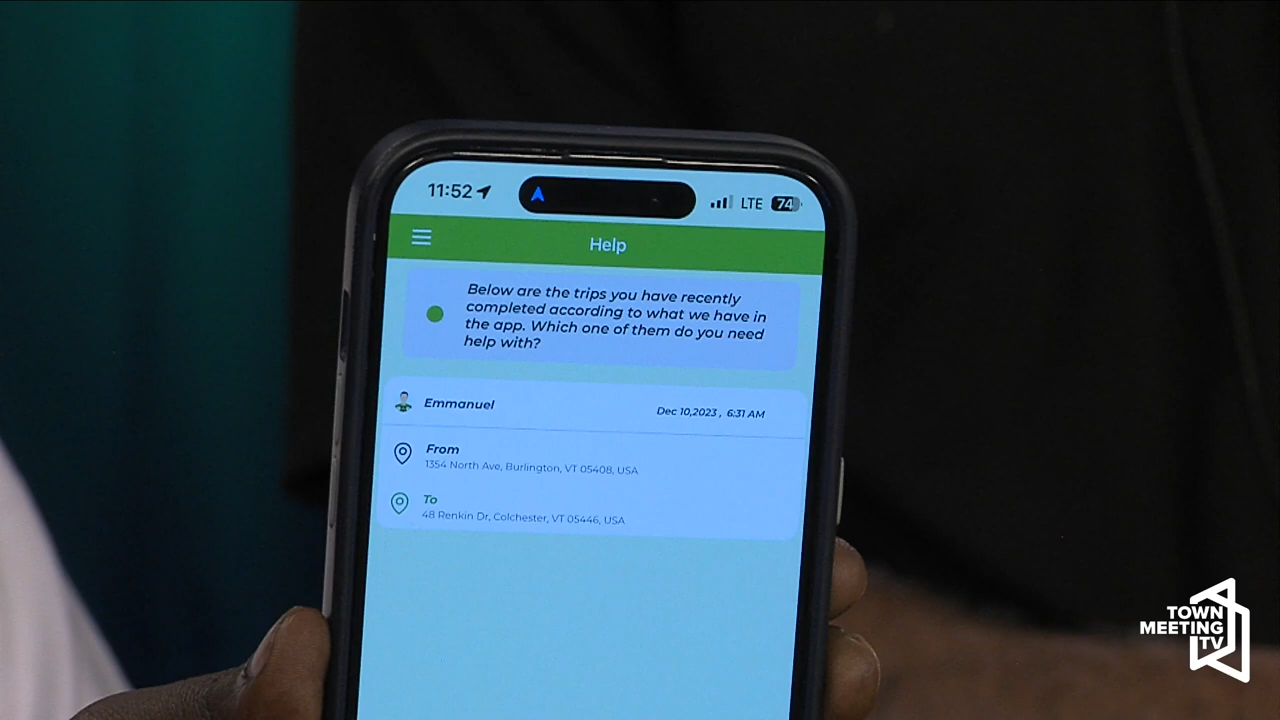 11:52
LTE
74
Help
Below are the trips you have recently
completed according to what we have in
the app. Which one of them do you need
help with?
Emmanuel
Dec 10,2023 , 6:31 AM
From
1354 North Ave, Burlington, VT 05408, USA
To
48 Renkin Dr, Colchester, VT 05446, USA
TOWN
MEETING
TV